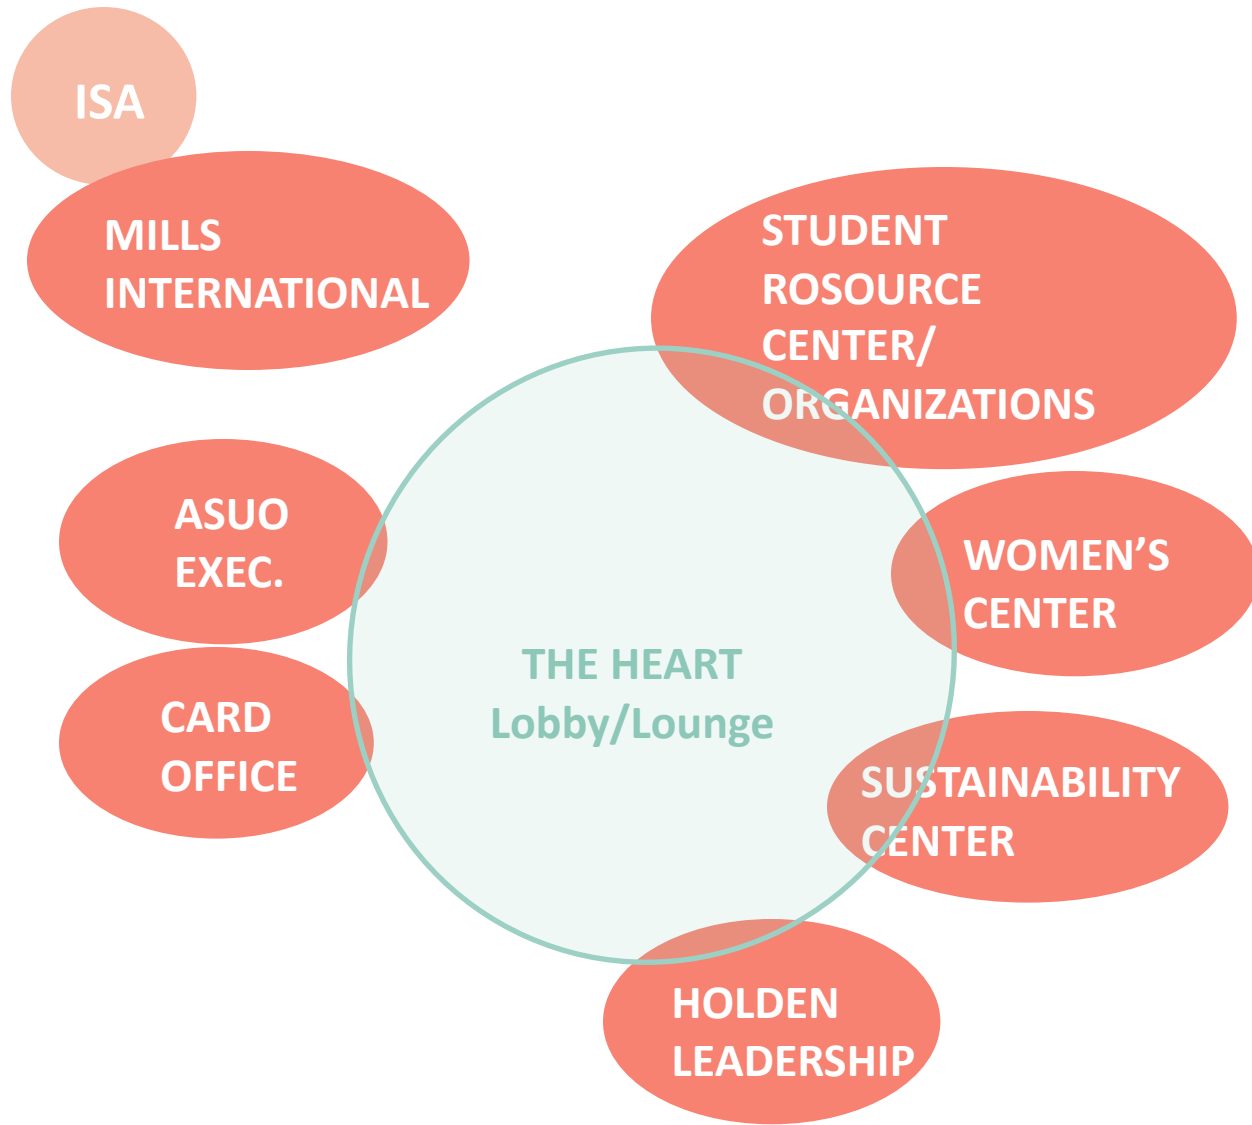 ISA
MILLS
INTERNATIONAL
STUDENT
ROSOURCE
CENTER/
ORGANIZATIONS
ASUO
EXEC.
WOMEN’S
CENTER
THE HEART
Lobby/Lounge
CARD
OFFICE
SUSTAINABILITY
CENTER
HOLDEN
LEADERSHIP